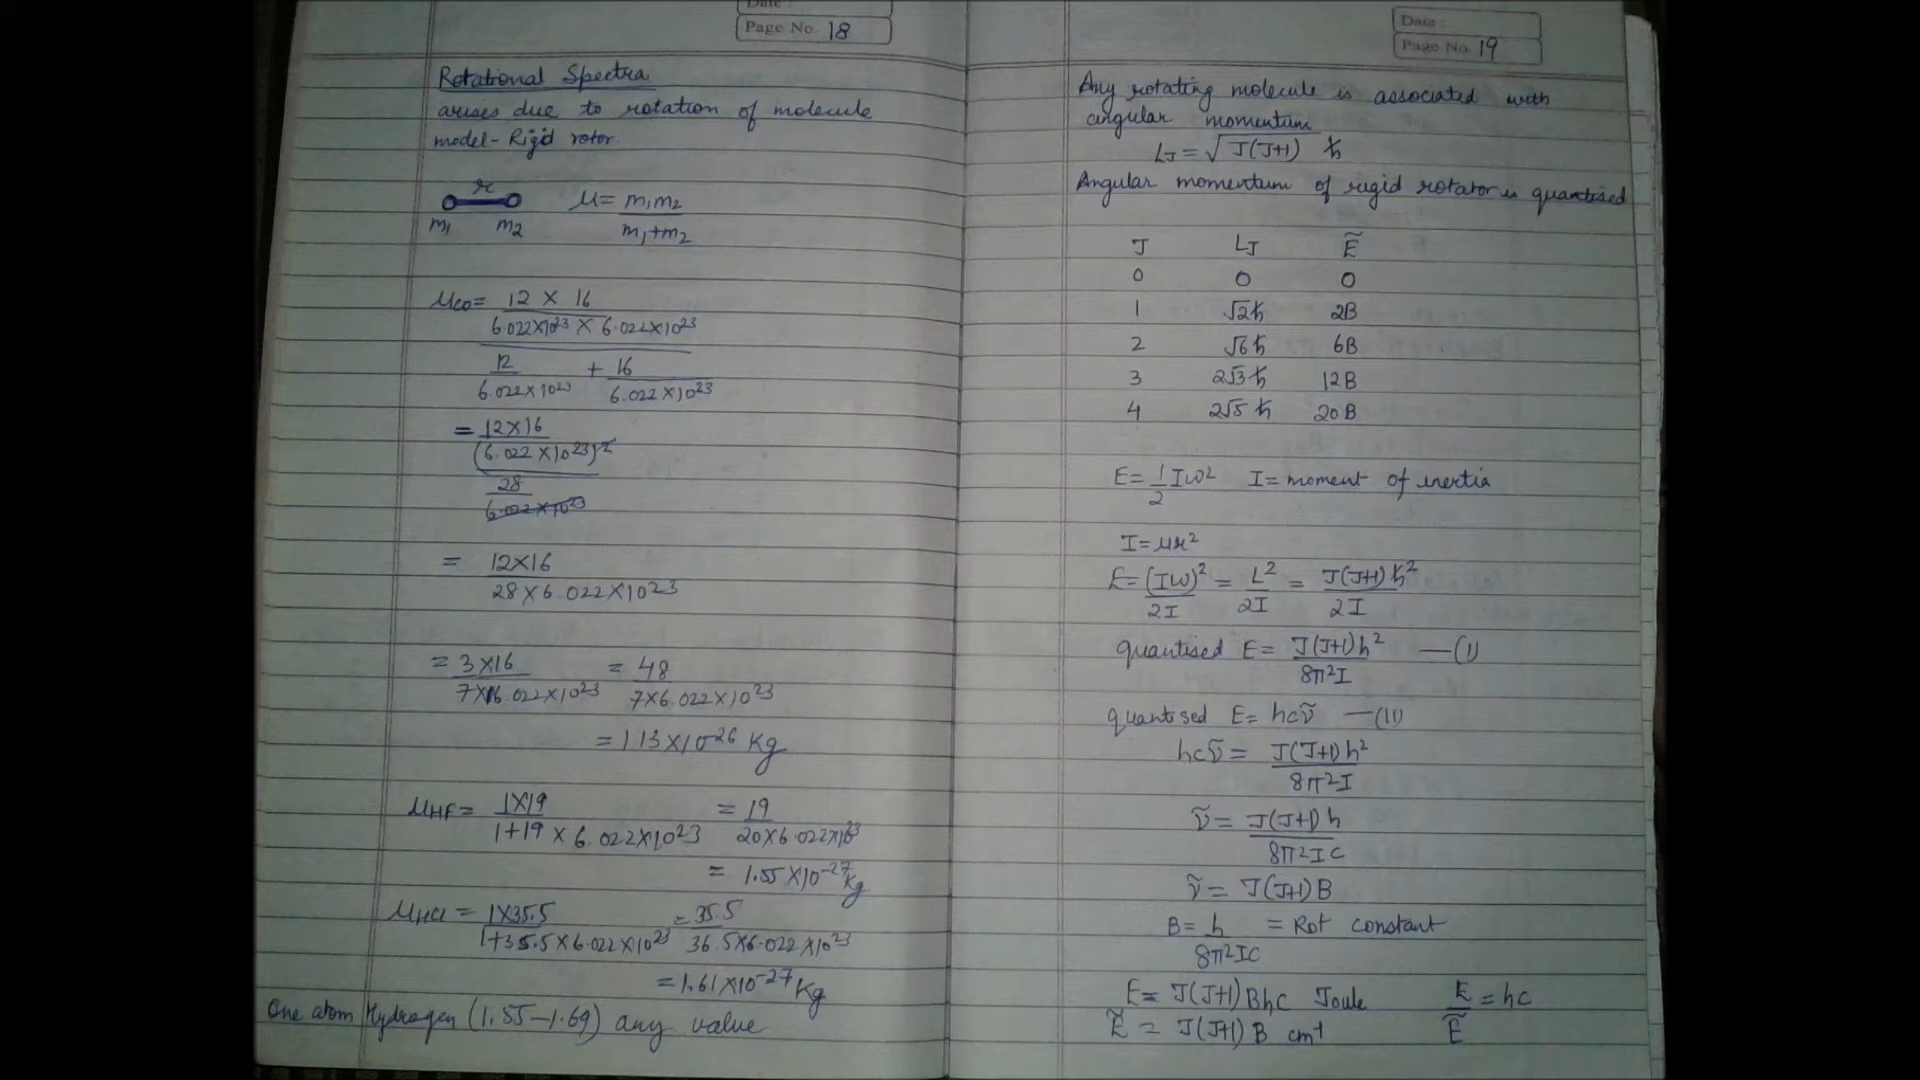 Date :
Page No. 18
Rotational Spectra
arises due to rotation of molecule
model - Rigid rotor
r
m1 m2
μ = m1m2 / m1+m2
μCO = 12 × 16 / 6.022×10^23 × 6.022×10^23
12 / 6.022×10^23 + 16 / 6.022×10^23
= 12×16 / (6.022×10^23)^2
28 / 6.022×10^23
= 12×16 / 28×6.022×10^23
= 3×16 / 7×6.022×10^23 = 48 / 7×6.022×10^23
= 1.13×10^-26 Kg
μHF = 1×19 / 1+19 × 6.022×10^23 = 19 / 20×6.022×10^23
= 1.55×10^-27 Kg
μHCl = 1×35.5 / 1+35.5×6.022×10^23 = 35.5 / 36.5×6.022×10^23
= 1.61×10^-27 Kg
One atom Hydrogen (1.55-1.69) any value
Date :
Page No. 19
Any rotating molecule is associated with
angular momentum
LJ = √J(J+1) ħ
Angular momentum of rigid rotator is quantised
J LJ Ẽ
0 0 0
1 √2ħ 2B
2 √6ħ 6B
3 2√3ħ 12B
4 2√5ħ 20B
E = 1/2 Iω² I = moment of inertia
I = μr²
E = (Iω)² / 2I = L² / 2I = J(J+1)ħ² / 2I
quantised E = J(J+1)h² / 8π²I —(I)
quantised E = hcν̃ —(II)
hcν̃ = J(J+1)h² / 8π²I
ν̃ = J(J+1)h / 8π²IC
ν̃ = J(J+1)B
B = h / 8π²IC = Rot constant
E = J(J+1)Bhc Joule E / Ẽ = hc
Ẽ = J(J+1)B cm⁻¹